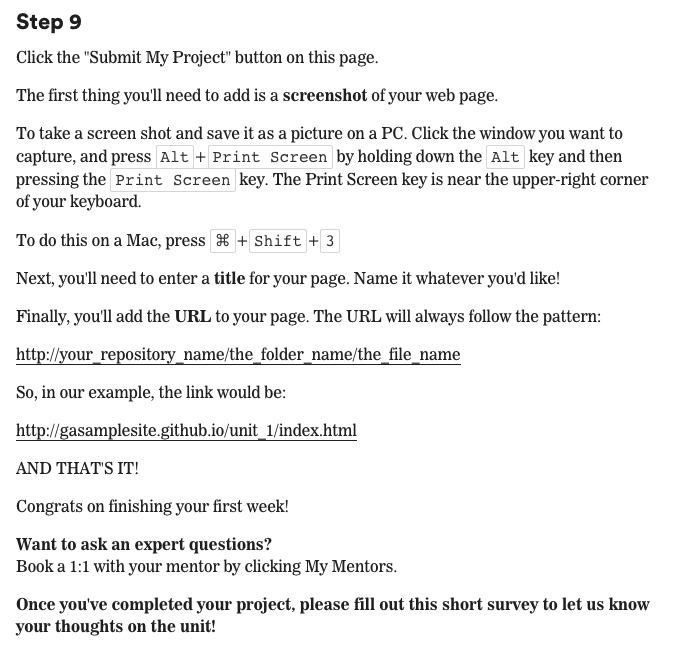 Step 9
Click the "Submit My Project" button on this page.
The first thing you'll need to add is a screenshot of your web page.
To take a screen shot and save it as a picture on a PC. Click the window you want to
capture, and press Alt + Print Screen by holding down the Alt key and then
pressing the Print Screen key. The Print Screen key is near the upper-right corner
of your keyboard.
To do this on a Mac, press ⌘ + Shift + 3
Next, you'll need to enter a title for your page. Name it whatever you'd like!
Finally, you'll add the URL to your page. The URL will always follow the pattern:
http://your_repository_name/the_folder_name/the_file_name
So, in our example, the link would be:
http://gasamplesite.github.io/unit_1/index.html
AND THAT'S IT!
Congrats on finishing your first week!
Want to ask an expert questions?
Book a 1:1 with your mentor by clicking My Mentors.
Once you've completed your project, please fill out this short survey to let us know
your thoughts on the unit!